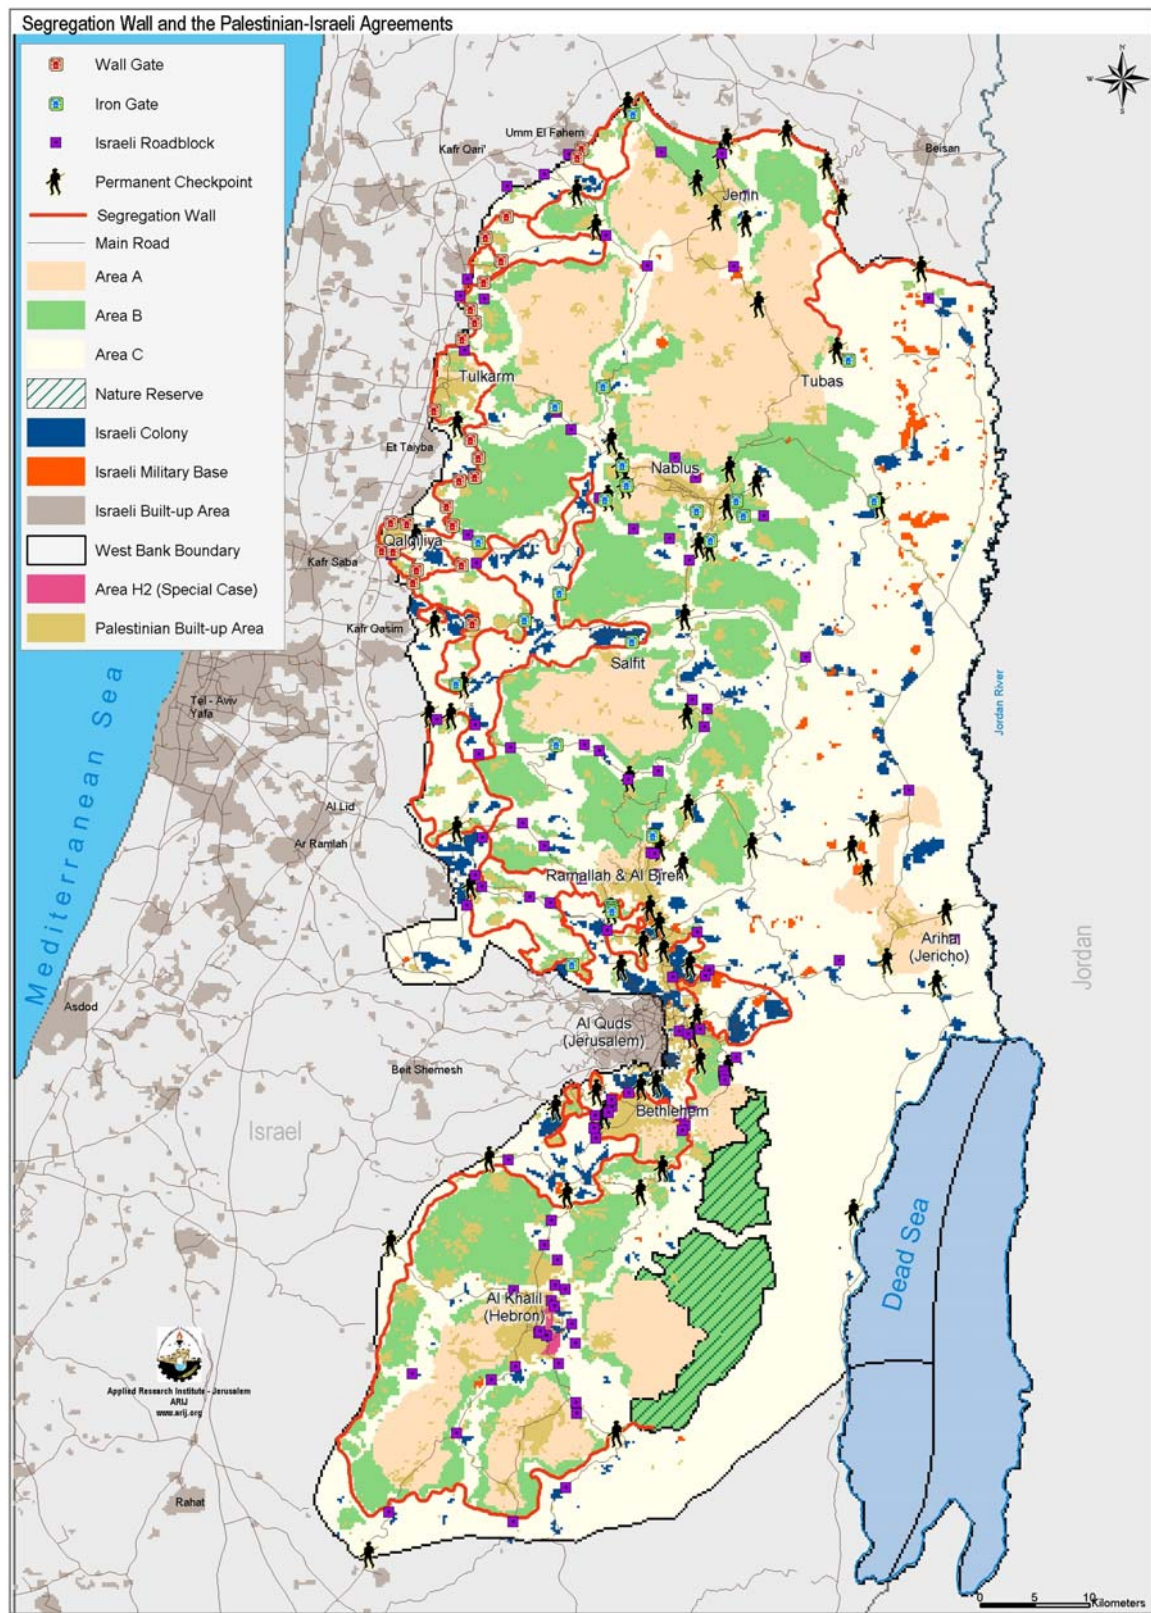 Segregation Wall and the Palestinian-Israeli Agreements
Wall Gate
Iron Gate
Israeli Roadblock
Permanent Checkpoint
Segregation Wall
Main Road
Area A
Area B
Area C
Nature Reserve
Israeli Colony
Israeli Military Base
Israeli Built-up Area
West Bank Boundary
Area H2 (Special Case)
Palestinian Built-up Area
N
W
S
Umm El Fahem
Kafr Qari'
Beisan
Jenin
Tulkarm
Tubas
Et Taiyba
Nablus
Qalqiliya
Kafr Saba
Kafr Qasim
Salfit
Tel - Aviv
Yafa
Jordan River
Mediterranean Sea
Al Lid
Ar Ramlah
Ramallah & Al Bireh
Ariha
(Jericho)
Jordan
Asdod
Al Quds
(Jerusalem)
Beit Shemesh
Bethlehem
Israel
Dead Sea
Al Khalil
(Hebron)
Applied Research Institute - Jerusalem
ARIJ
www.arij.org
Rahat
0 5 10
Kilometers